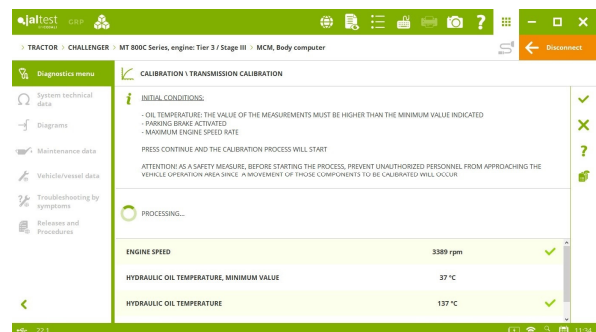 jaltest GRP
> TRACTOR > CHALLENGER > MT 800C Series, engine: Tier 3 / Stage III > MCM, Body computer
Disconnect
Diagnostics menu
CALIBRATION \ TRANSMISSION CALIBRATION
System technical data
Diagrams
Maintenance data
Vehicle/vessel data
Troubleshooting by symptoms
Releases and Procedures
INITIAL CONDITIONS:
- OIL TEMPERATURE: THE VALUE OF THE MEASUREMENTS MUST BE HIGHER THAN THE MINIMUM VALUE INDICATED
- PARKING BRAKE ACTIVATED
- MAXIMUM ENGINE SPEED RATE
PRESS CONTINUE AND THE CALIBRATION PROCESS WILL START
ATTENTION! AS A SAFETY MEASURE, BEFORE STARTING THE PROCESS, PREVENT UNAUTHORIZED PERSONNEL FROM APPROACHING THE
VEHICLE OPERATION AREA SINCE A MOVEMENT OF THOSE COMPONENTS TO BE CALIBRATED WILL OCCUR
PROCESSING...
ENGINE SPEED 3389 rpm
HYDRAULIC OIL TEMPERATURE, MINIMUM VALUE 37 °C
HYDRAULIC OIL TEMPERATURE 137 °C
22.1 11:34